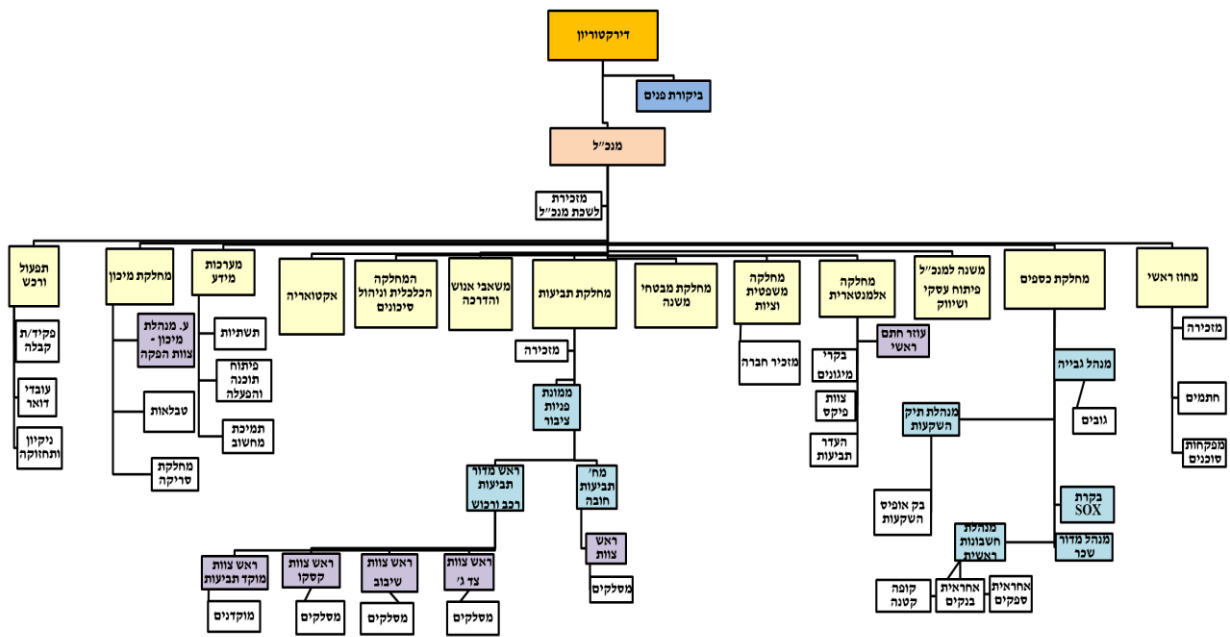 דירקטוריון
ביקורת פנים
מנכ"ל
מזכירת
לשכת מנכ"ל
מחוז ראשי
מזכירה
חתמים
מפקחות
סוכנים
מחלקת כספים
מנהל גבייה
גובים
מנהלת תיק
השקעות
בק אופיס
השקעות
בקרת
SOX
מנהל מדור
שכר
מנהלת
חשבונות
ראשית
אחראית
ספקים
אחראית
בנקים
קופה
קטנה
משנה למנכ"ל
פיתוח עסקי
ושיווק
מחלקה
אלמנטארית
עוזר חתם
ראשי
בקרי
מיגונים
צוות
פיקס
העדר
תביעות
מחלקה
משפטית
וציות
מזכיר חברה
מחלקת מבטחי
משנה
מחלקת תביעות
מזכירה
ממונת
פניות
ציבור
מח'
תביעות
חובה
ראש
צוות
מסלקים
ראש מדור
תביעות
רכב ורכוש
ראש צוות
צד ג'
מסלקים
ראש צוות
שיבוב
מסלקים
ראש צוות
קסקו
מסלקים
ראש צוות
מוקד תביעות
מוקדנים
משאבי אנוש
והדרכה
המחלקה
הכלכלית וניהול
סיכונים
אקטואריה
מערכות
מידע
תשתיות
פיתוח
תוכנה
והפעלה
תמיכת
מחשוב
מחלקת מיכון
ע. מנהלת
מיכון -
צוות הפקה
טבלאות
מחלקת
סריקה
תפעול
ורכש
פקיד/ת
קבלה
עובדי
דואר
ניקיון
ותחזוקה